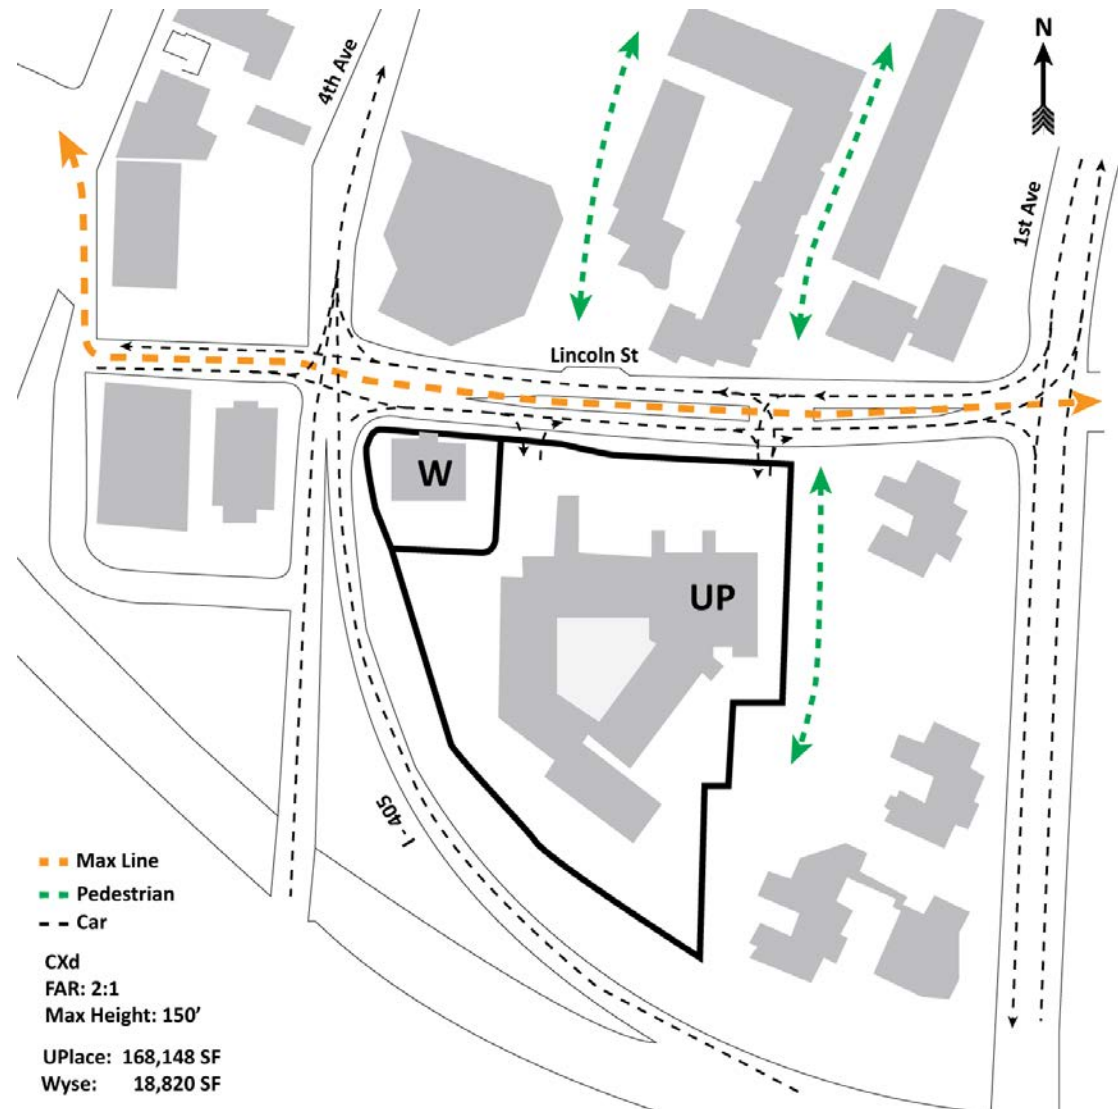 N
4th Ave
1st Ave
Lincoln St
W
UP
I - 405
Max Line
Pedestrian
Car
CXd
FAR: 2:1
Max Height: 150’
UPlace: 168,148 SF
Wyse: 18,820 SF